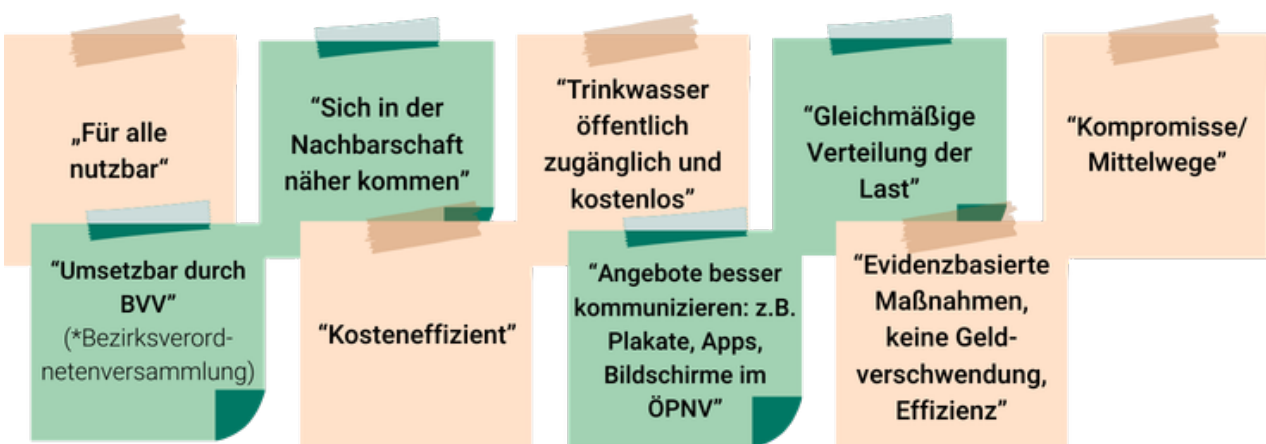 „Für alle
nutzbar“
“Sich in der
Nachbarschaft
näher kommen”
“Trinkwasser
öffentlich
zugänglich und
kostenlos”
“Gleichmäßige
Verteilung der
Last”
“Kompromisse/
Mittelwege”
“Umsetzbar durch
BVV”
(*Bezirksverord-
netenversammlung)
“Kosteneffizient”
“Angebote besser
kommunizieren: z.B.
Plakate, Apps,
Bildschirme im
ÖPNV”
“Evidenzbasierte
Maßnahmen,
keine Geld-
verschwendung,
Effizienz”